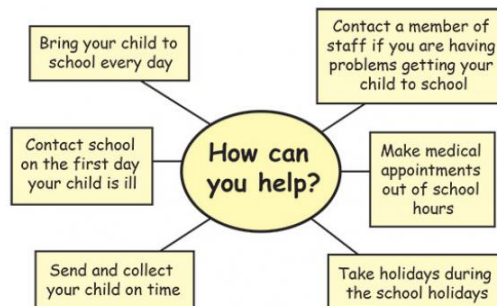 Bring your child to
school every day
Contact a member of
staff if you are having
problems getting your
child to school
Contact school
on the first day
your child is ill
How can
you help?
Make medical
appointments
out of school
hours
Send and collect
your child on time
Take holidays during
the school holidays